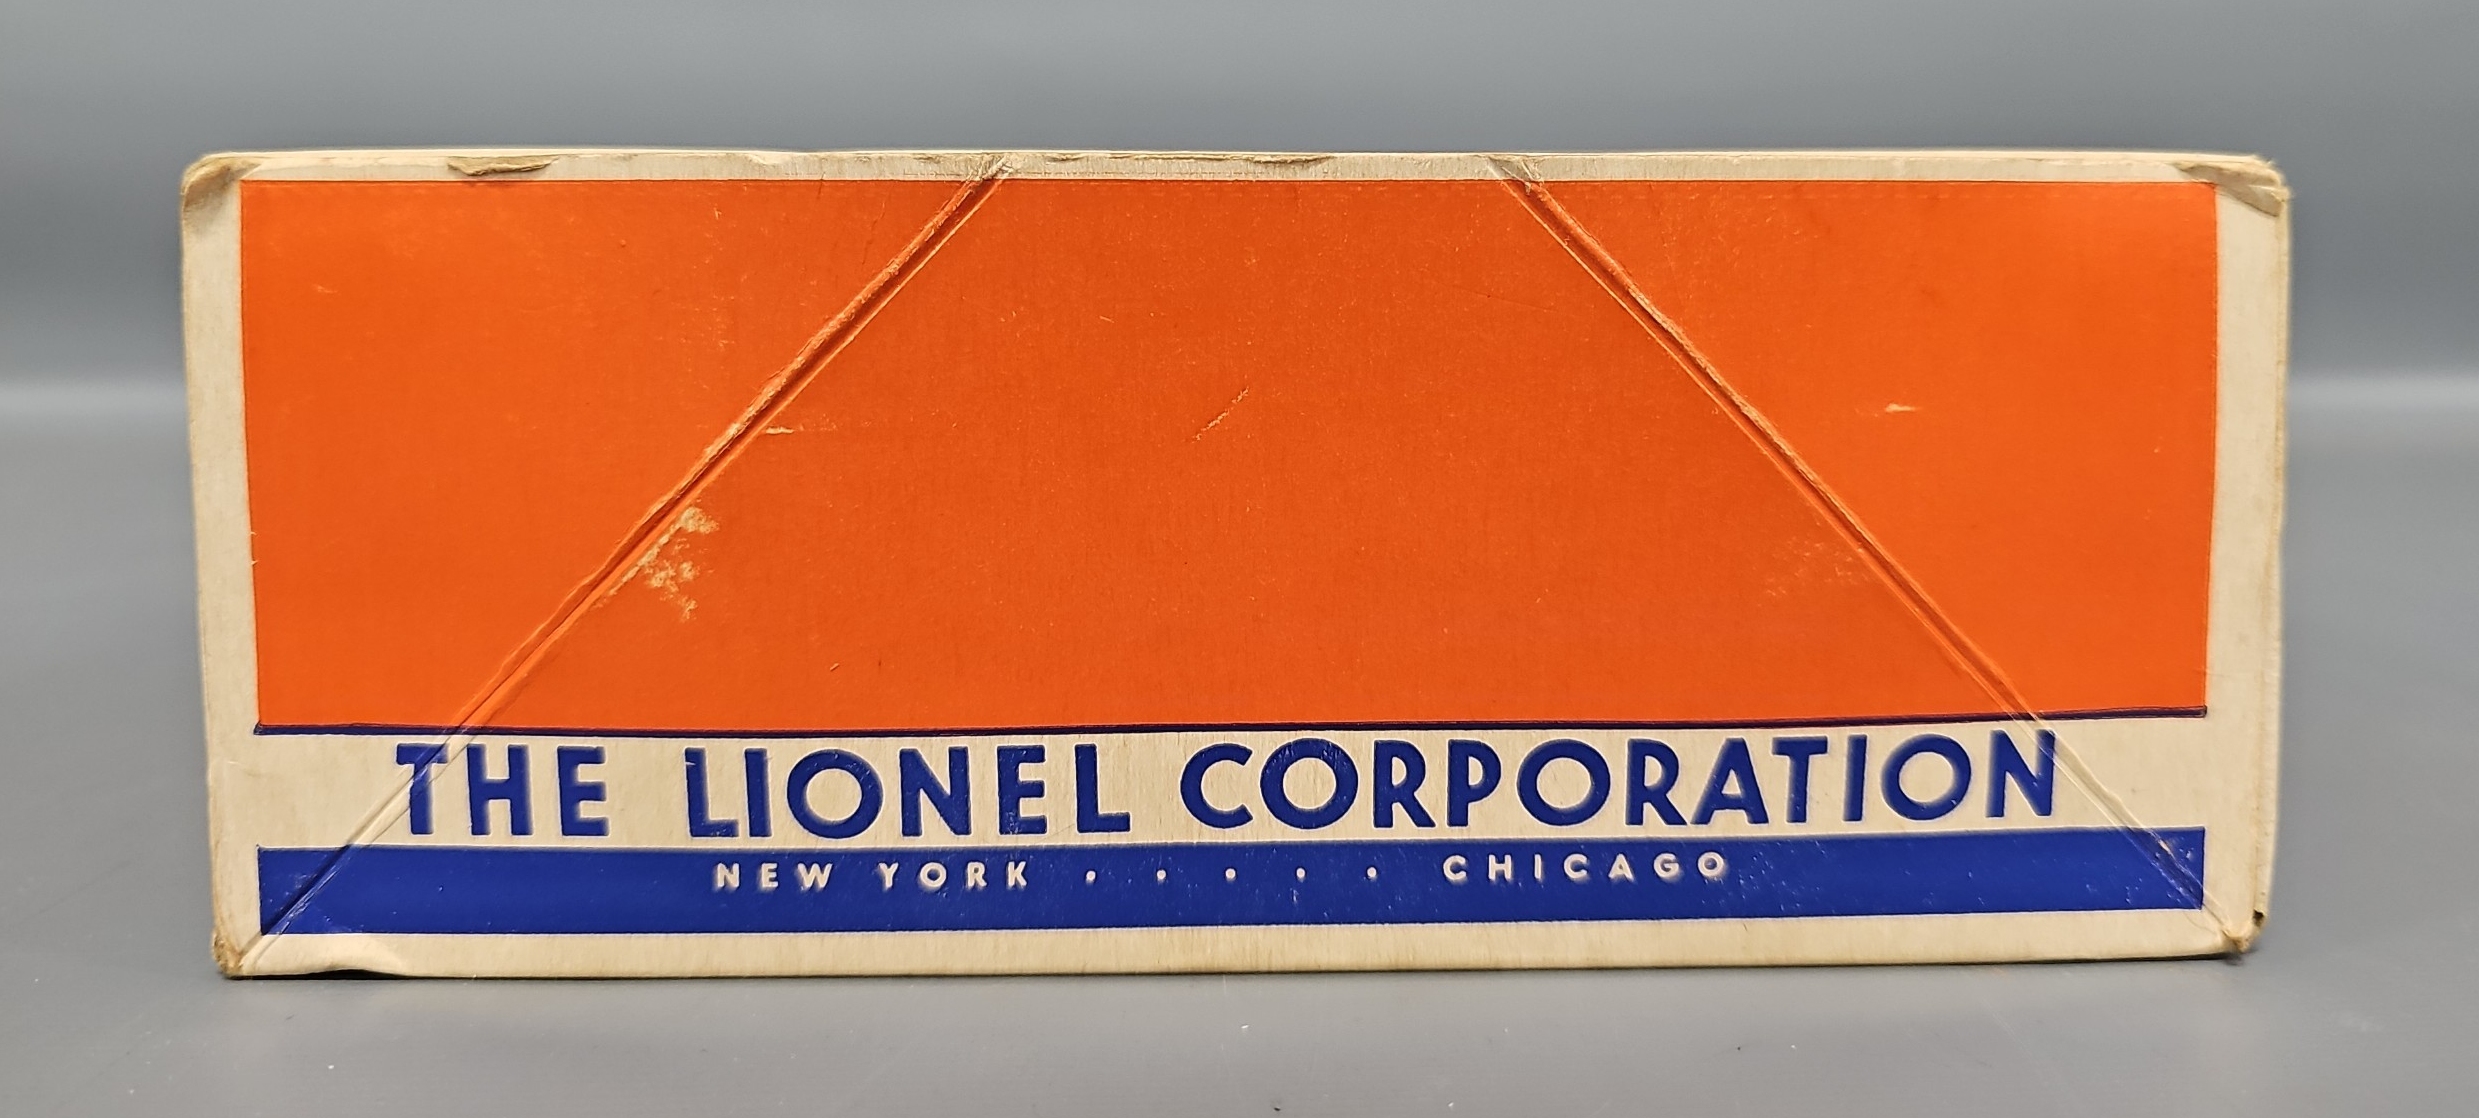 THE LIONEL CORPORATION
NEW YORK . . . . . CHICAGO